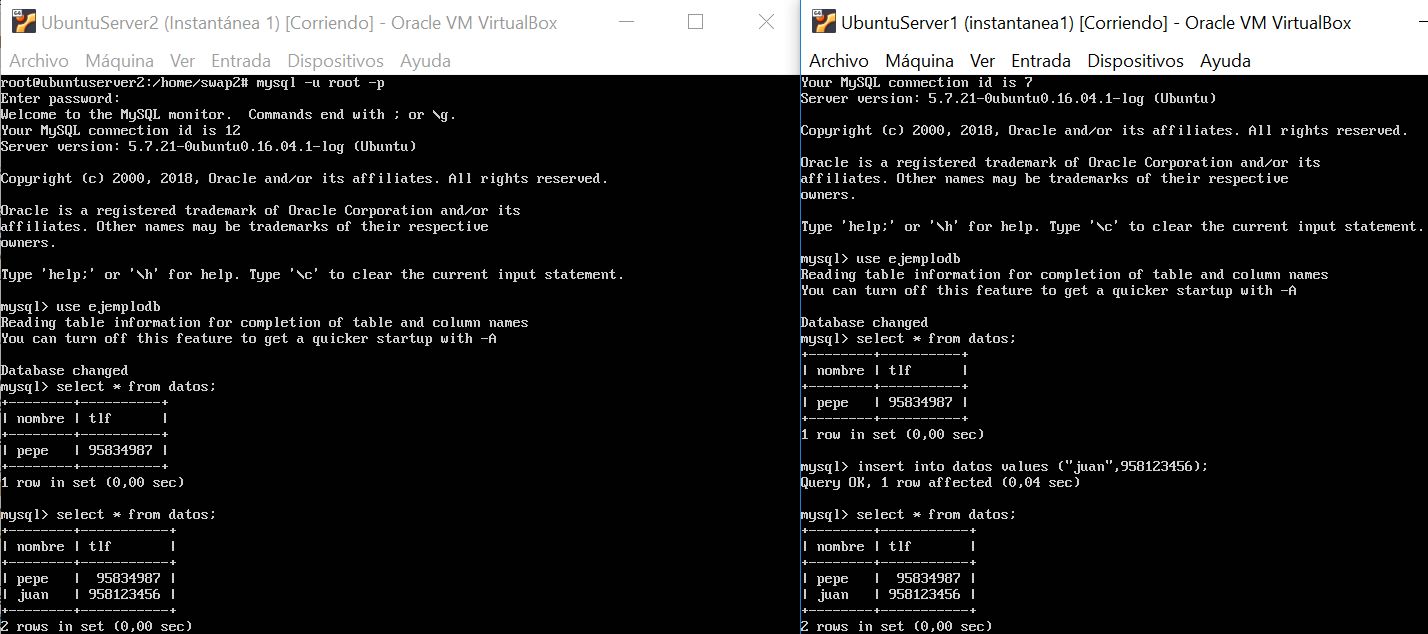 UbuntuServer2 (Instantánea 1) [Corriendo] - Oracle VM VirtualBox
Archivo Máquina Ver Entrada Dispositivos Ayuda
root@ubuntuserver2:/home/swap2# mysql -u root -p
Enter password:
Welcome to the MySQL monitor.  Commands end with ; or \g.
Your MySQL connection id is 12
Server version: 5.7.21-0ubuntu0.16.04.1-log (Ubuntu)

Copyright (c) 2000, 2018, Oracle and/or its affiliates. All rights reserved.

Oracle is a registered trademark of Oracle Corporation and/or its
affiliates. Other names may be trademarks of their respective
owners.

Type 'help;' or '\h' for help. Type '\c' to clear the current input statement.

mysql> use ejemplodb
Reading table information for completion of table and column names
You can turn off this feature to get a quicker startup with -A

Database changed
mysql> select * from datos;
+--------+----------+
| nombre | tlf      |
+--------+----------+
| pepe   | 95834987 |
+--------+----------+
1 row in set (0,00 sec)

mysql> select * from datos;
+--------+-----------+
| nombre | tlf       |
+--------+-----------+
| pepe   |  95834987 |
| juan   | 958123456 |
+--------+-----------+
2 rows in set (0,00 sec)
UbuntuServer1 (instantanea1) [Corriendo] - Oracle VM VirtualBox
Archivo Máquina Ver Entrada Dispositivos Ayuda
Your MySQL connection id is 7
Server version: 5.7.21-0ubuntu0.16.04.1-log (Ubuntu)

Copyright (c) 2000, 2018, Oracle and/or its affiliates. All rights reserved.

Oracle is a registered trademark of Oracle Corporation and/or its
affiliates. Other names may be trademarks of their respective
owners.

Type 'help;' or '\h' for help. Type '\c' to clear the current input statement.

mysql> use ejemplodb
Reading table information for completion of table and column names
You can turn off this feature to get a quicker startup with -A

Database changed
mysql> select * from datos;
+--------+----------+
| nombre | tlf      |
+--------+----------+
| pepe   | 95834987 |
+--------+----------+
1 row in set (0,00 sec)

mysql> insert into datos values ("juan",958123456);
Query OK, 1 row affected (0,04 sec)

mysql> select * from datos;
+--------+-----------+
| nombre | tlf       |
+--------+-----------+
| pepe   |  95834987 |
| juan   | 958123456 |
+--------+-----------+
2 rows in set (0,00 sec)